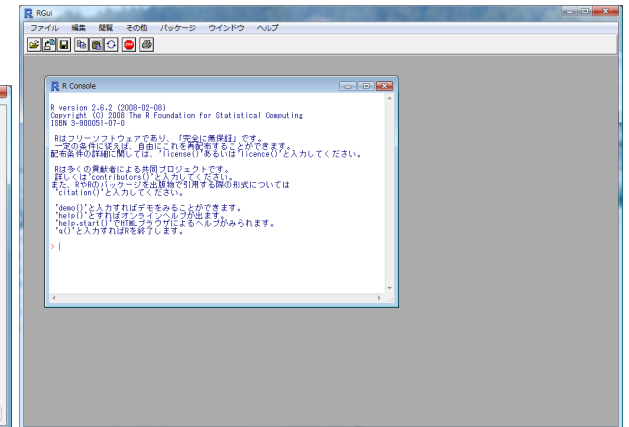 RGui
ファイル 編集 閲覧 その他 パッケージ ウインドウ ヘルプ
STOP
R Console
R version 2.6.2 (2008-02-08)
Copyright (C) 2008 The R Foundation for Statistical Computing
ISBN 3-900051-07-0
Rはフリーソフトウェアであり、「完全に無保証」です。
一定の条件に従えば、自由にこれを再配布することができます。
配布条件の詳細に関しては、'license()'あるいは'licence()'と入力してください。
Rは多くの貢献者による共同プロジェクトです。
詳しくは'contributors()'と入力してください。
また、RやRのパッケージを出版物で引用する際の形式については
'citation()'と入力してください。
'demo()'と入力すればデモをみることができます。
'help()'とすればオンラインヘルプが出ます。
'help.start()'でHTMLブラウザによるヘルプがみられます。
'q()'と入力すればRを終了します。
> |